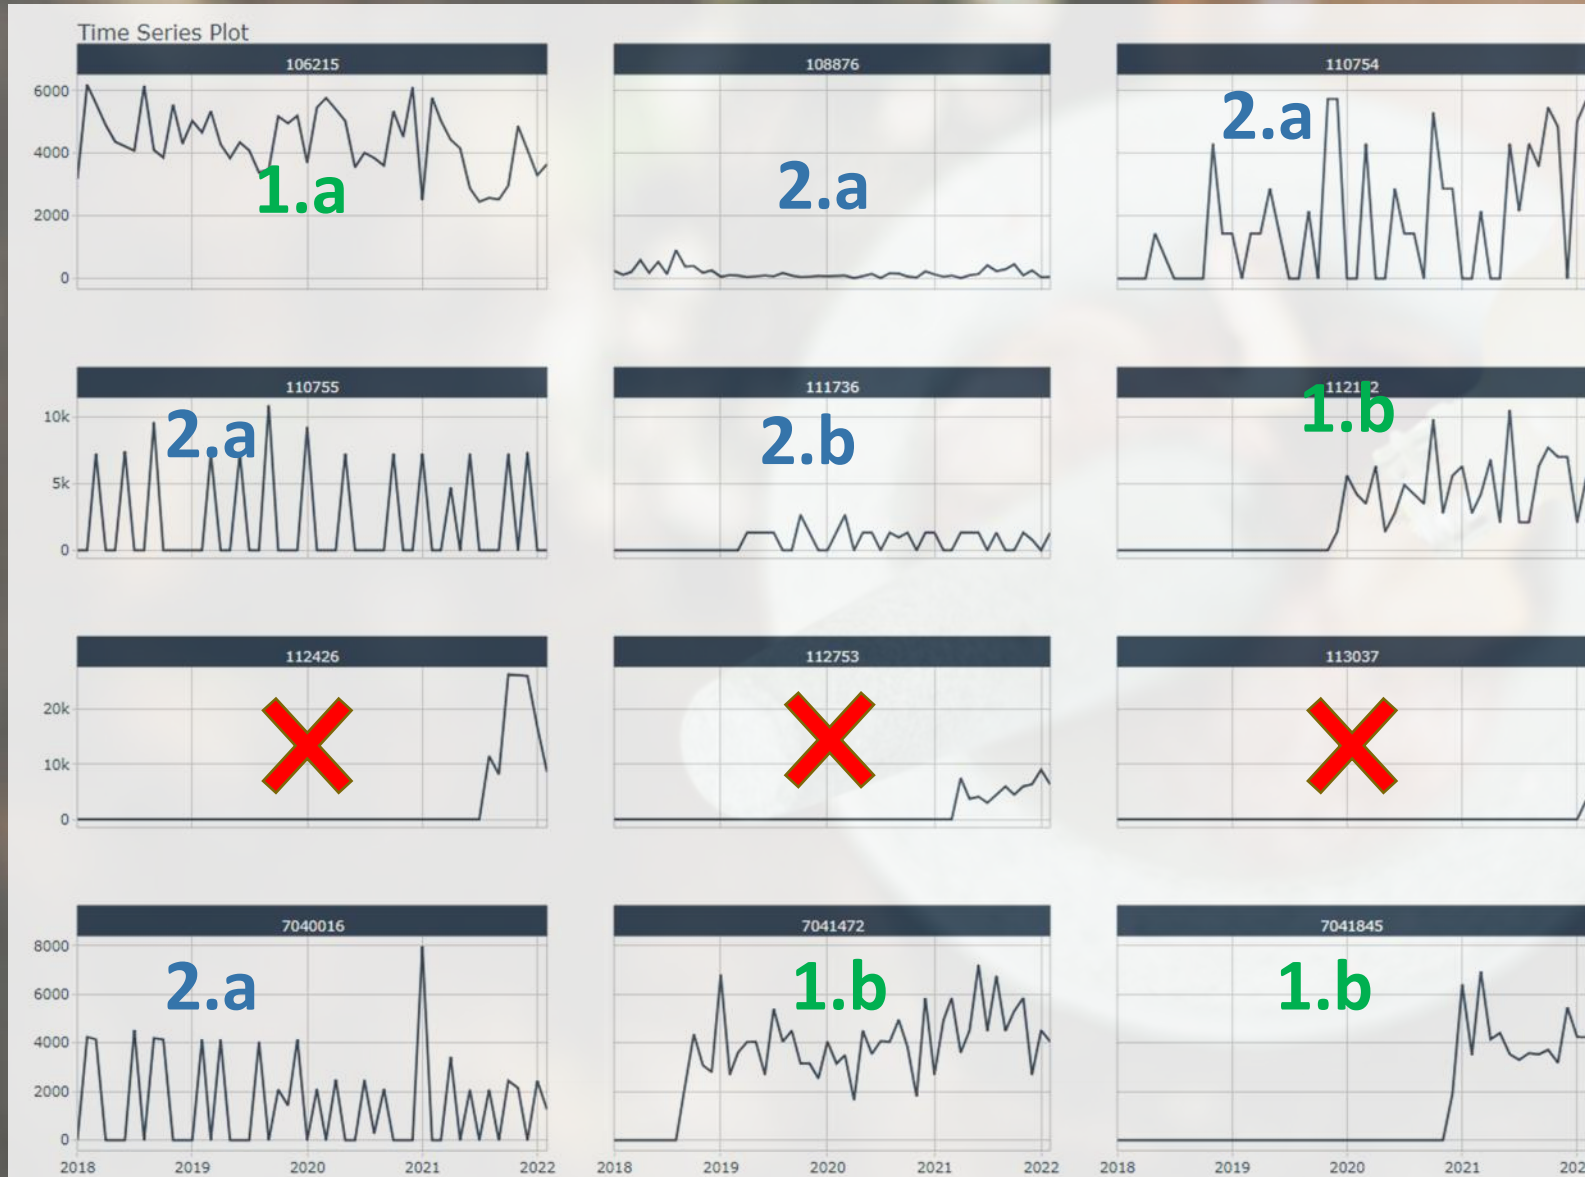 Time Series Plot
106215 108876 110754
6000
4000
2000
0
1.a 2.a 2.a
110755 111736
10k
5k
0
2.a 2.b 1.b
112426 112753 113037
20k
10k
0
7040016 7041472 7041845
8000
6000
4000
2000
0
2.a 1.b 1.b
2018 2019 2020 2021 2022 2018 2019 2020 2021 2022 2018 2019 2020 2021